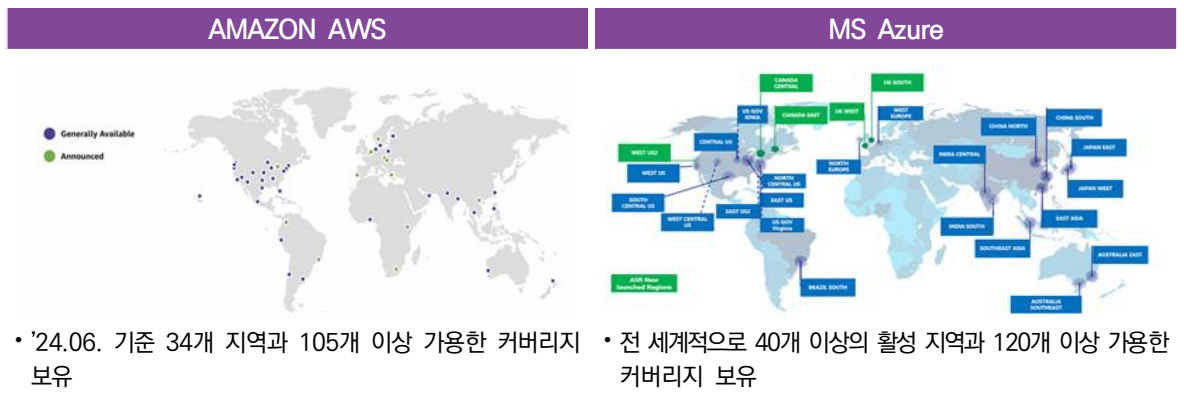 AMAZON AWS
MS Azure
Generally Available
Announced
CANADA
CENTRAL
UK SOUTH
US GOV
IOWA
CANADA EAST
UK WEST
WEST
EUROPE
CHINA SOUTH
CHINA NORTH
CENTRAL US
JAPAN EAST
WEST US2
INDIA CENTRAL
WEST US
NORTH
EUROPE
NORTH
CENTRAL US
JAPAN WEST
SOUTH
CENTRAL US
EAST US
WEST CENTRAL
US
EAST US2
US GOV
Virginia
EAST ASIA
INDIA SOUTH
SOUTHEAST ASIA
AUSTRALIA EAST
ASR New
launched Regions
BRAZIL SOUTH
AUSTRALIA
SOUTHEAST
• ’24.06. 기준 34개 지역과 105개 이상 가용한 커버리지
보유
• 전 세계적으로 40개 이상의 활성 지역과 120개 이상 가용한
커버리지 보유